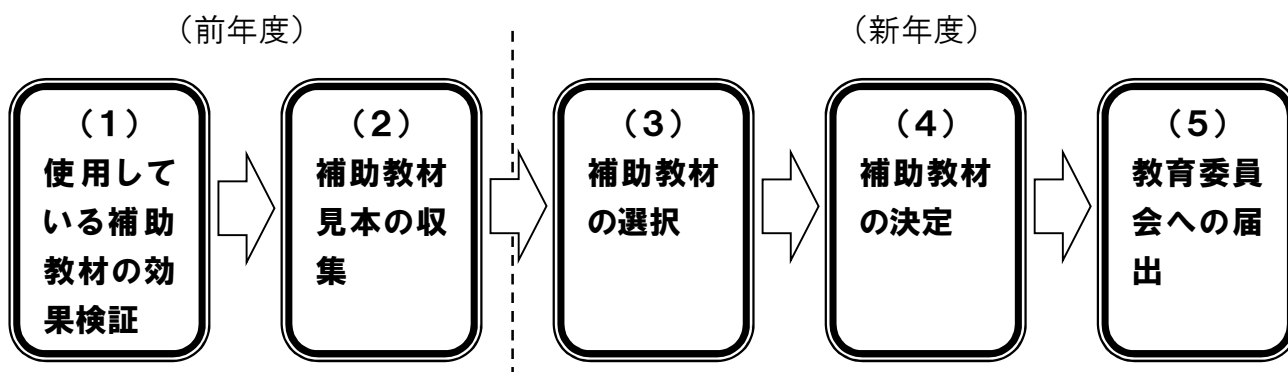 （前年度）
（新年度）
（１）
使用して
いる補助
教材の効
果検証
（２）
補助教材
見本の収
集
（３）
補助教材
の選択
（４）
補助教材
の決定
（５）
教育委員
会への届
出